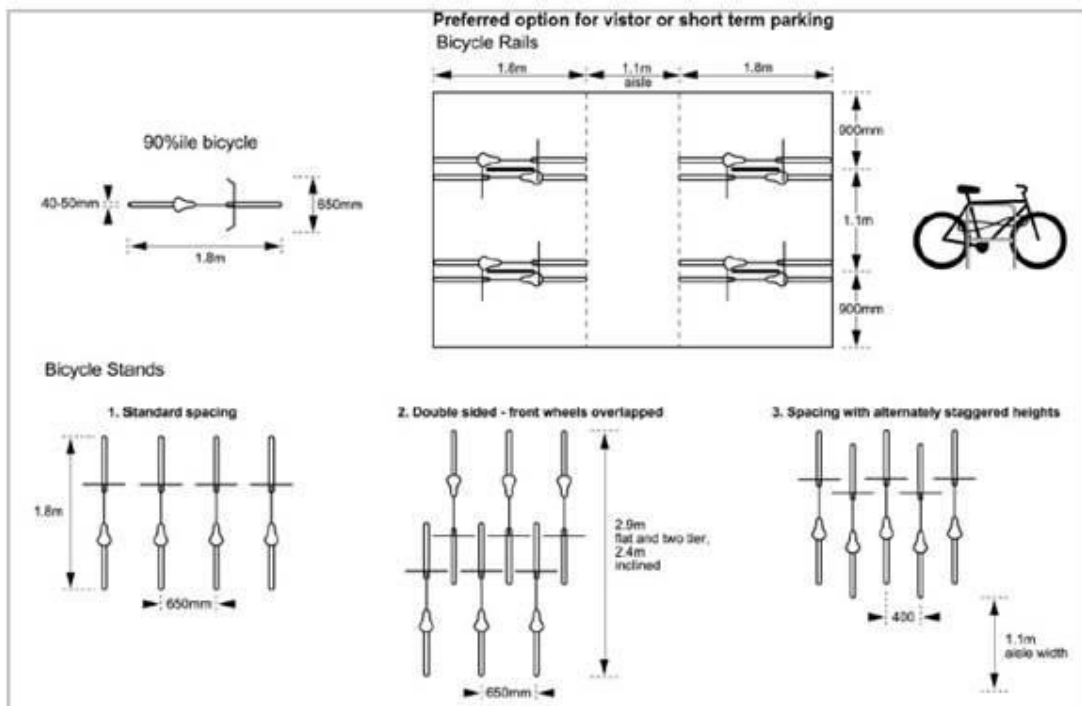 Preferred option for vistor or short term parking
Bicycle Rails
1.8m
1.1m
aisle
1.8m
90%ile bicycle
40-50mm
650mm
1.8m
900mm
1.1m
900mm
Bicycle Stands
1. Standard spacing
1.8m
650mm
2. Double sided - front wheels overlapped
2.9m
flat and two tier,
2.4m
inclined
650mm
3. Spacing with alternately staggered heights
400
1.1m
aisle width